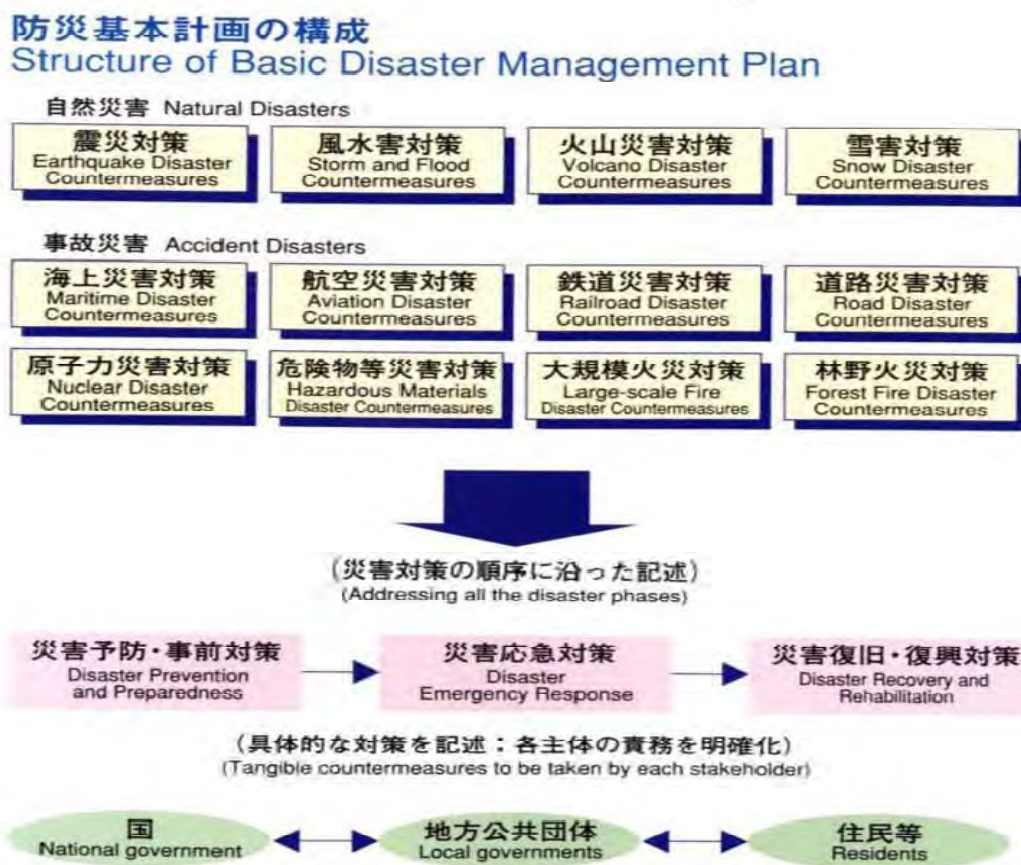 防災基本計画の構成
Structure of Basic Disaster Management Plan
自然災害 Natural Disasters
震災対策
Earthquake Disaster
Countermeasures
風水害対策
Storm and Flood
Countermeasures
火山災害対策
Volcano Disaster
Countermeasures
雪害対策
Snow Disaster
Countermeasures
事故災害 Accident Disasters
海上災害対策
Maritime Disaster
Countermeasures
航空災害対策
Aviation Disaster
Countermeasures
鉄道災害対策
Railroad Disaster
Countermeasures
道路災害対策
Road Disaster
Countermeasures
原子力災害対策
Nuclear Disaster
Countermeasures
危険物等災害対策
Hazardous Materials
Disaster Countermeasures
大規模火災対策
Large-scale Fire
Disaster Countermeasures
林野火災対策
Forest Fire Disaster
Countermeasures
(災害対策の順序に沿った記述)
(Addressing all the disaster phases)
災害予防・事前対策
Disaster Prevention
and Preparedness
災害応急対策
Disaster
Emergency Response
災害復旧・復興対策
Disaster Recovery and
Rehabilitation
(具体的な対策を記述：各主体の責務を明確化)
(Tangible countermeasures to be taken by each stakeholder)
国
National government
地方公共団体
Local governments
住民等
Residents